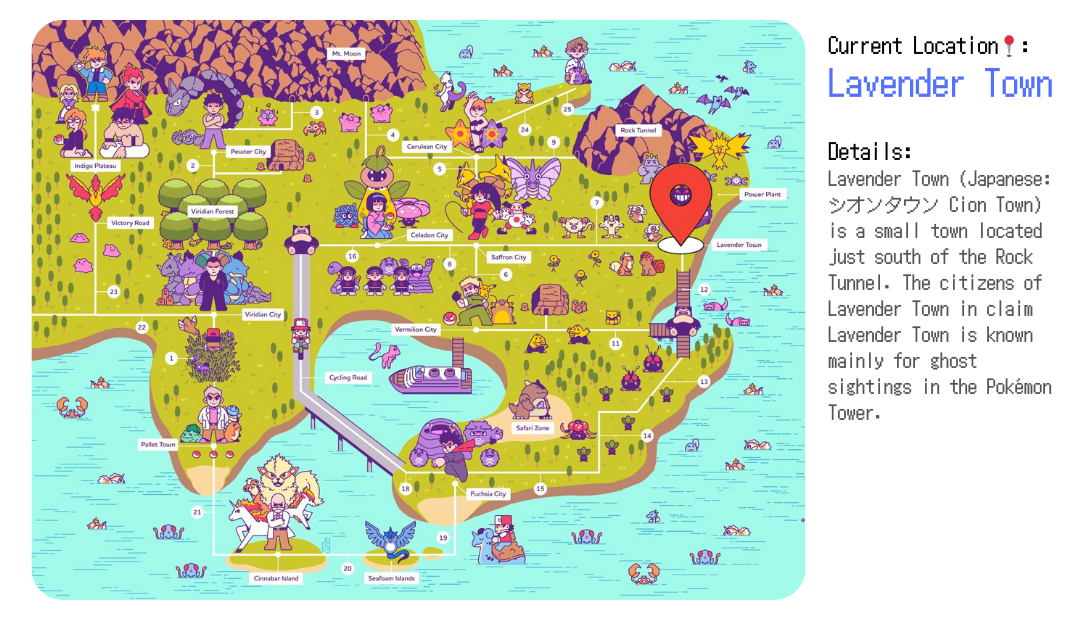 Mt. Moon
3
25
24
Rock Tunnel
4
Cerulean City
9
Pewter City
2
5
Indigo Plateau
Power Plant
7
Viridian Forest
Victory Road
Celadon City
Lavender Town
16
8
Saffron City
6
23
12
Viridian City
22
Vermilion City
11
1
Cycling Road
13
Safari Zone
14
Pallet Town
18
Fuchsia City
15
21
19
20
Cinnabar Island
Seafoam Islands
Current Location📍:
Lavender Town
Details:
Lavender Town (Japanese:
シオンタウン Cion Town)
is a small town located
just south of the Rock
Tunnel. The citizens of
Lavender Town in claim
Lavender Town is known
mainly for ghost
sightings in the Pokémon
Tower.